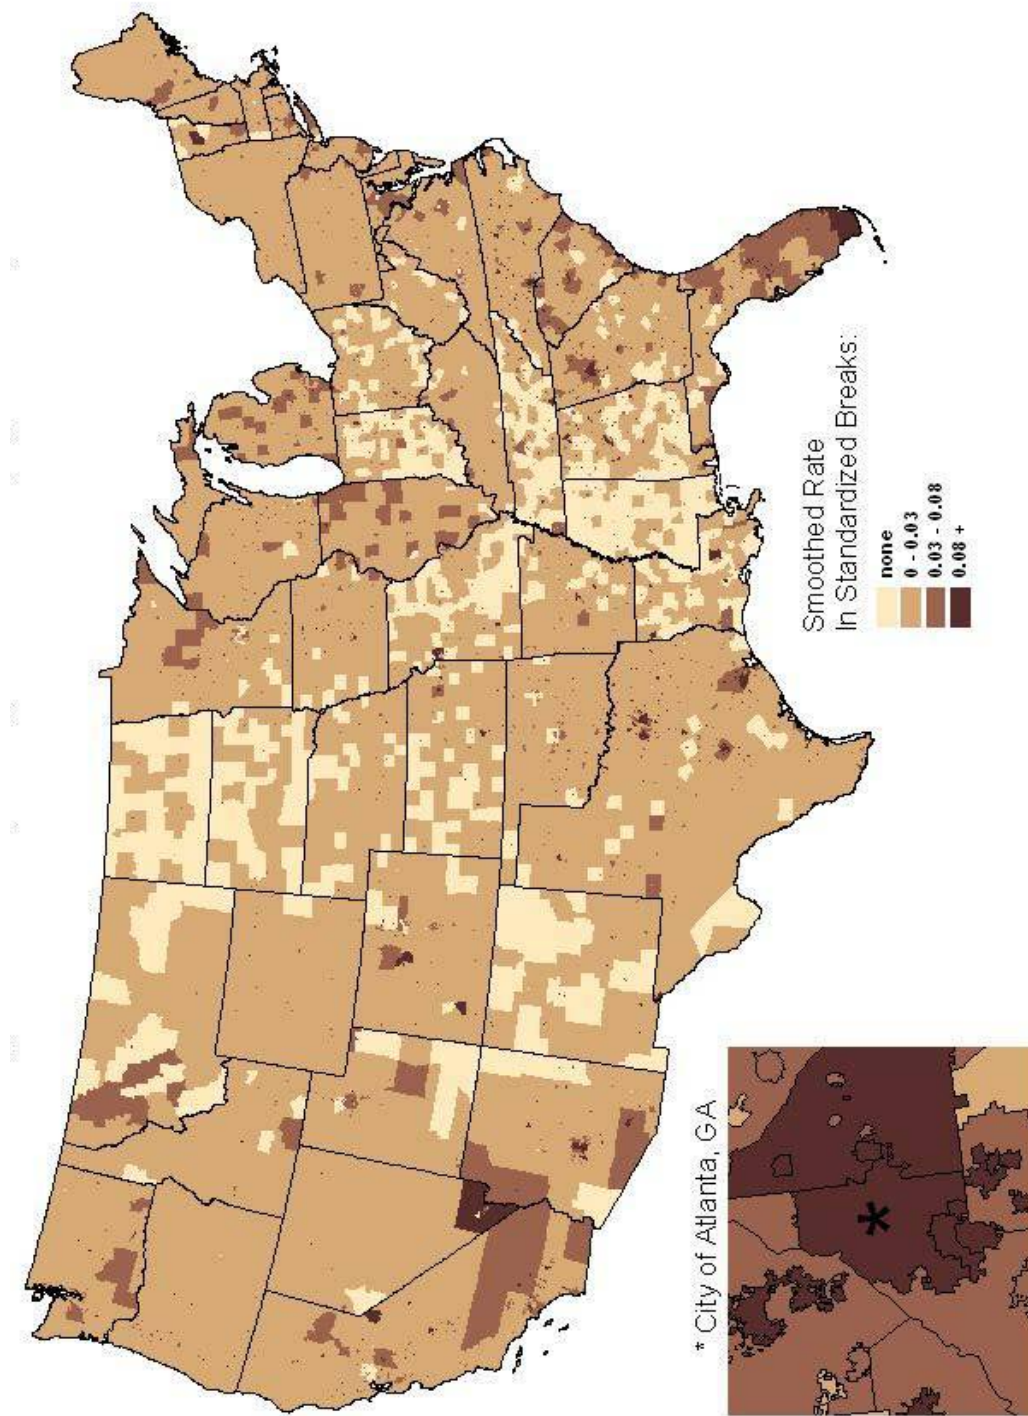 Smoothed Rate
In Standardized Breaks:
none
0 - 0.03
0.03 - 0.08
0.08 +
* City of Atlanta, GA
*